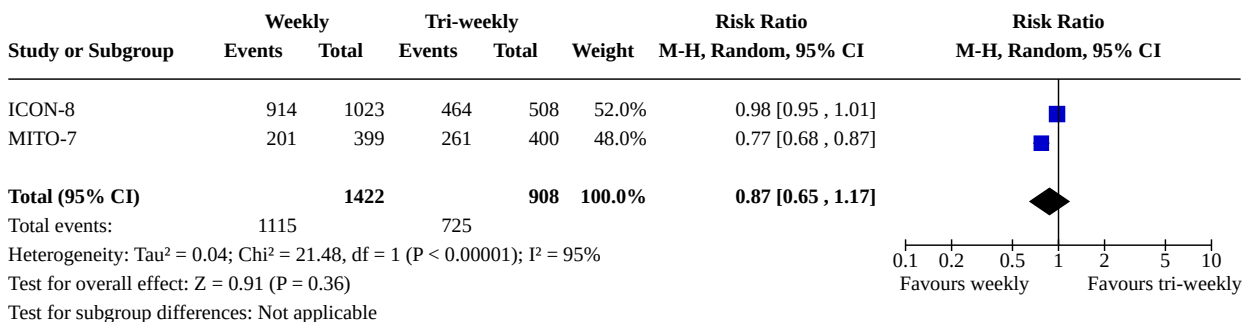 Weekly Tri-weekly Risk Ratio Risk Ratio
Study or Subgroup Events Total Events Total Weight M-H, Random, 95% CI M-H, Random, 95% CI
ICON-8 914 1023 464 508 52.0% 0.98 [0.95 , 1.01]
MITO-7 201 399 261 400 48.0% 0.77 [0.68 , 0.87]
Total (95% CI) 1422 908 100.0% 0.87 [0.65 , 1.17]
Total events: 1115 725
Heterogeneity: Tau² = 0.04; Chi² = 21.48, df = 1 (P < 0.00001); I² = 95%
0.1 0.2 0.5 1 2 5 10
Test for overall effect: Z = 0.91 (P = 0.36) Favours weekly Favours tri-weekly
Test for subgroup differences: Not applicable